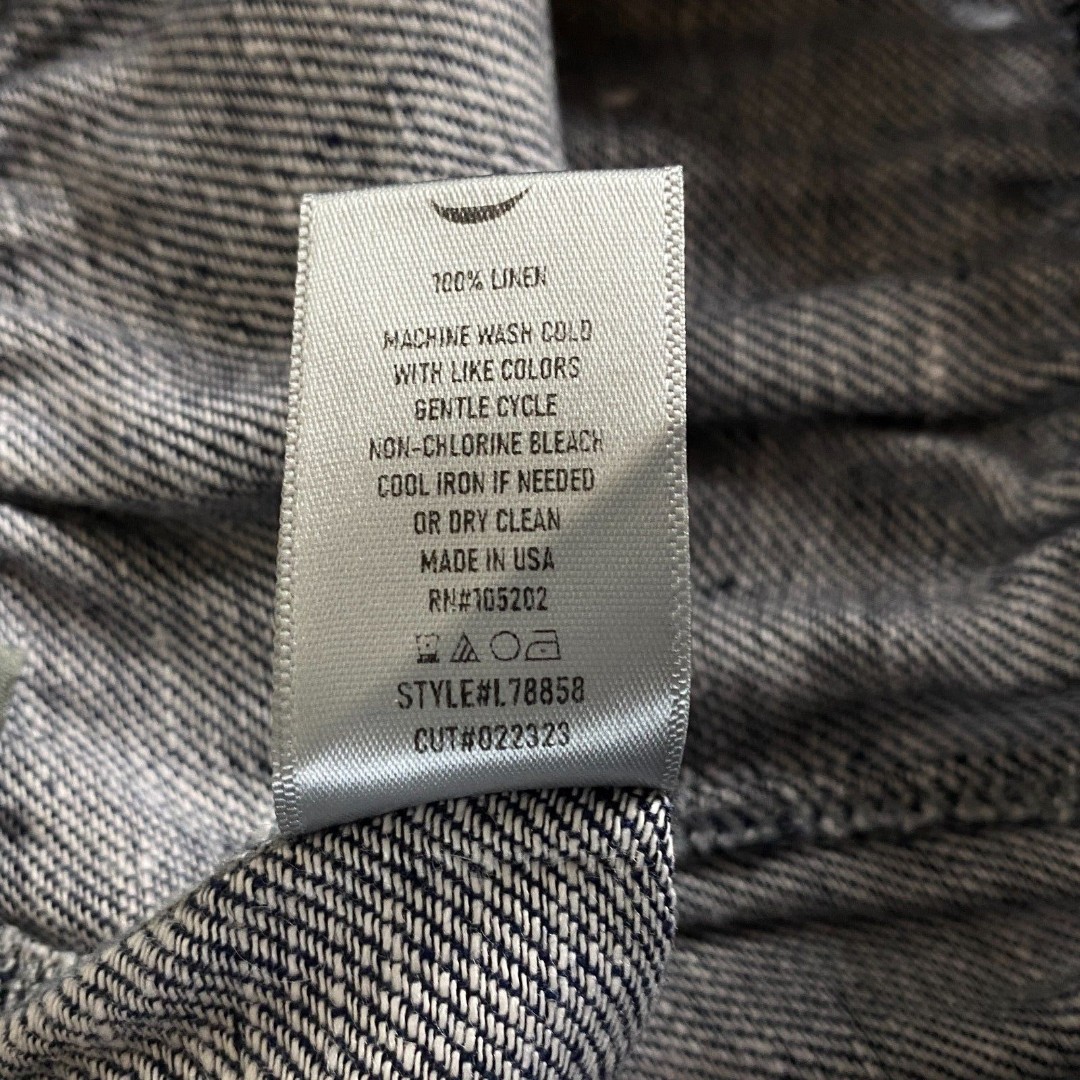 100% LINEN
MACHINE WASH COLD
WITH LIKE COLORS
GENTLE CYCLE
NON-CHLORINE BLEACH
COOL IRON IF NEEDED
OR DRY CLEAN
MADE IN USA
RN#105202
STYLE#L78858
CUT#022323